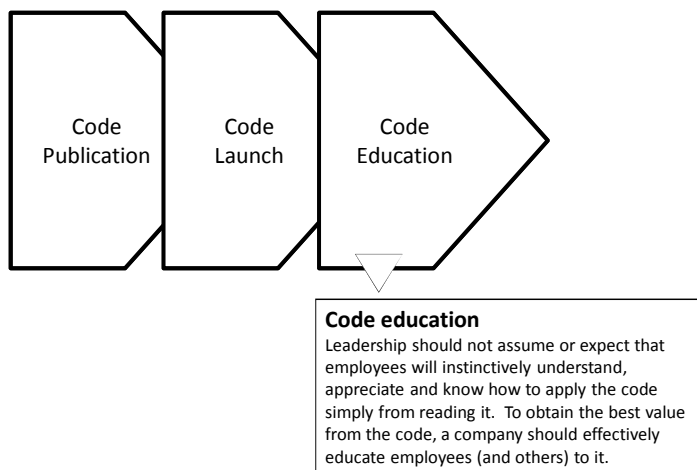 Code
Publication
Code
Launch
Code
Education
Code education
Leadership should not assume or expect that
employees will instinctively understand,
appreciate and know how to apply the code
simply from reading it.  To obtain the best value
from the code, a company should effectively
educate employees (and others) to it.